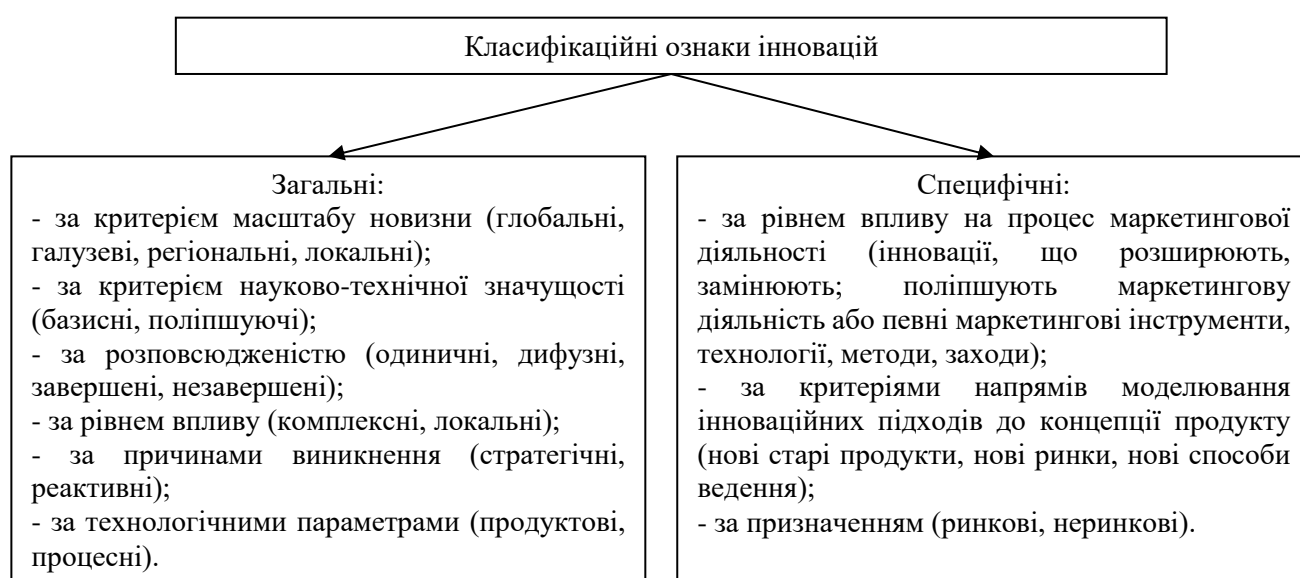 Класифікаційні ознаки інновацій
Загальні:
- за критерієм масштабу новизни (глобальні,
галузеві, регіональні, локальні);
- за критерієм науково-технічної значущості
(базисні, поліпшуючі);
- за розповсюдженістю (одиничні, дифузні,
завершені, незавершені);
- за рівнем впливу (комплексні, локальні);
- за причинами виникнення (стратегічні,
реактивні);
- за технологічними параметрами (продуктові,
процесні).
Специфічні:
- за рівнем впливу на процес маркетингової
діяльності (інновації, що розширюють,
замінюють; поліпшують маркетингову
діяльність або певні маркетингові інструменти,
технології, методи, заходи);
- за критеріями напрямів моделювання
інноваційних підходів до концепції продукту
(нові старі продукти, нові ринки, нові способи
ведення);
- за призначенням (ринкові, неринкові).